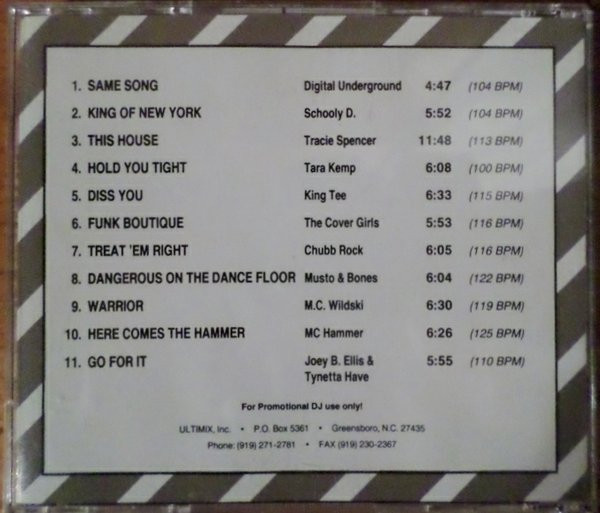 1. SAME SONG Digital Underground 4:47 (104 BPM)
2. KING OF NEW YORK Schooly D. 5:52 (104 BPM)
3. THIS HOUSE Tracie Spencer 11:48 (113 BPM)
4. HOLD YOU TIGHT Tara Kemp 6:08 (100 BPM)
5. DISS YOU King Tee 6:33 (115 BPM)
6. FUNK BOUTIQUE The Cover Girls 5:53 (116 BPM)
7. TREAT 'EM RIGHT Chubb Rock 6:05 (116 BPM)
8. DANGEROUS ON THE DANCE FLOOR Musto & Bones 6:04 (122 BPM)
9. WARRIOR M.C. Wildski 6:30 (119 BPM)
10. HERE COMES THE HAMMER MC Hammer 6:26 (125 BPM)
11. GO FOR IT Joey B. Ellis & 5:55 (110 BPM)
Tynetta Have
For Promotional DJ use only!
ULTIMIX, Inc. • P.O. Box 5361 • Greensboro, N.C. 27435
Phone: (919) 271-2781 • FAX (919) 230-2367